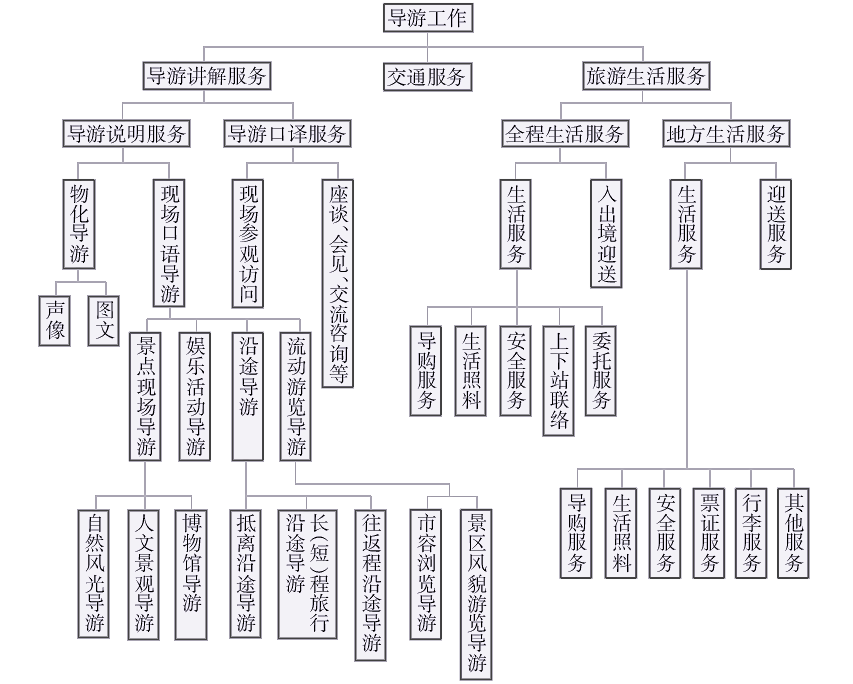 导游工作
导游讲解服务
交通服务
旅游生活服务
导游说明服务
导游口译服务
全程生活服务
地方生活服务
物化导游
现场口语导游
现场参观访问
座谈、会见、交流咨询等
生活服务
入出境迎送
生活服务
迎送服务
声像
图文
景点现场导游
娱乐活动导游
沿途导游
流动游览导游
导购服务
生活照料
安全服务
上下站联络
委托服务
自然风光导游
人文景观导游
博物馆导游
抵离沿途导游
长(短)程旅行
沿途导游
往返程沿途导游
市容浏览导游
景区风貌游览导游
导购服务
生活照料
安全服务
票证服务
行李服务
其他服务